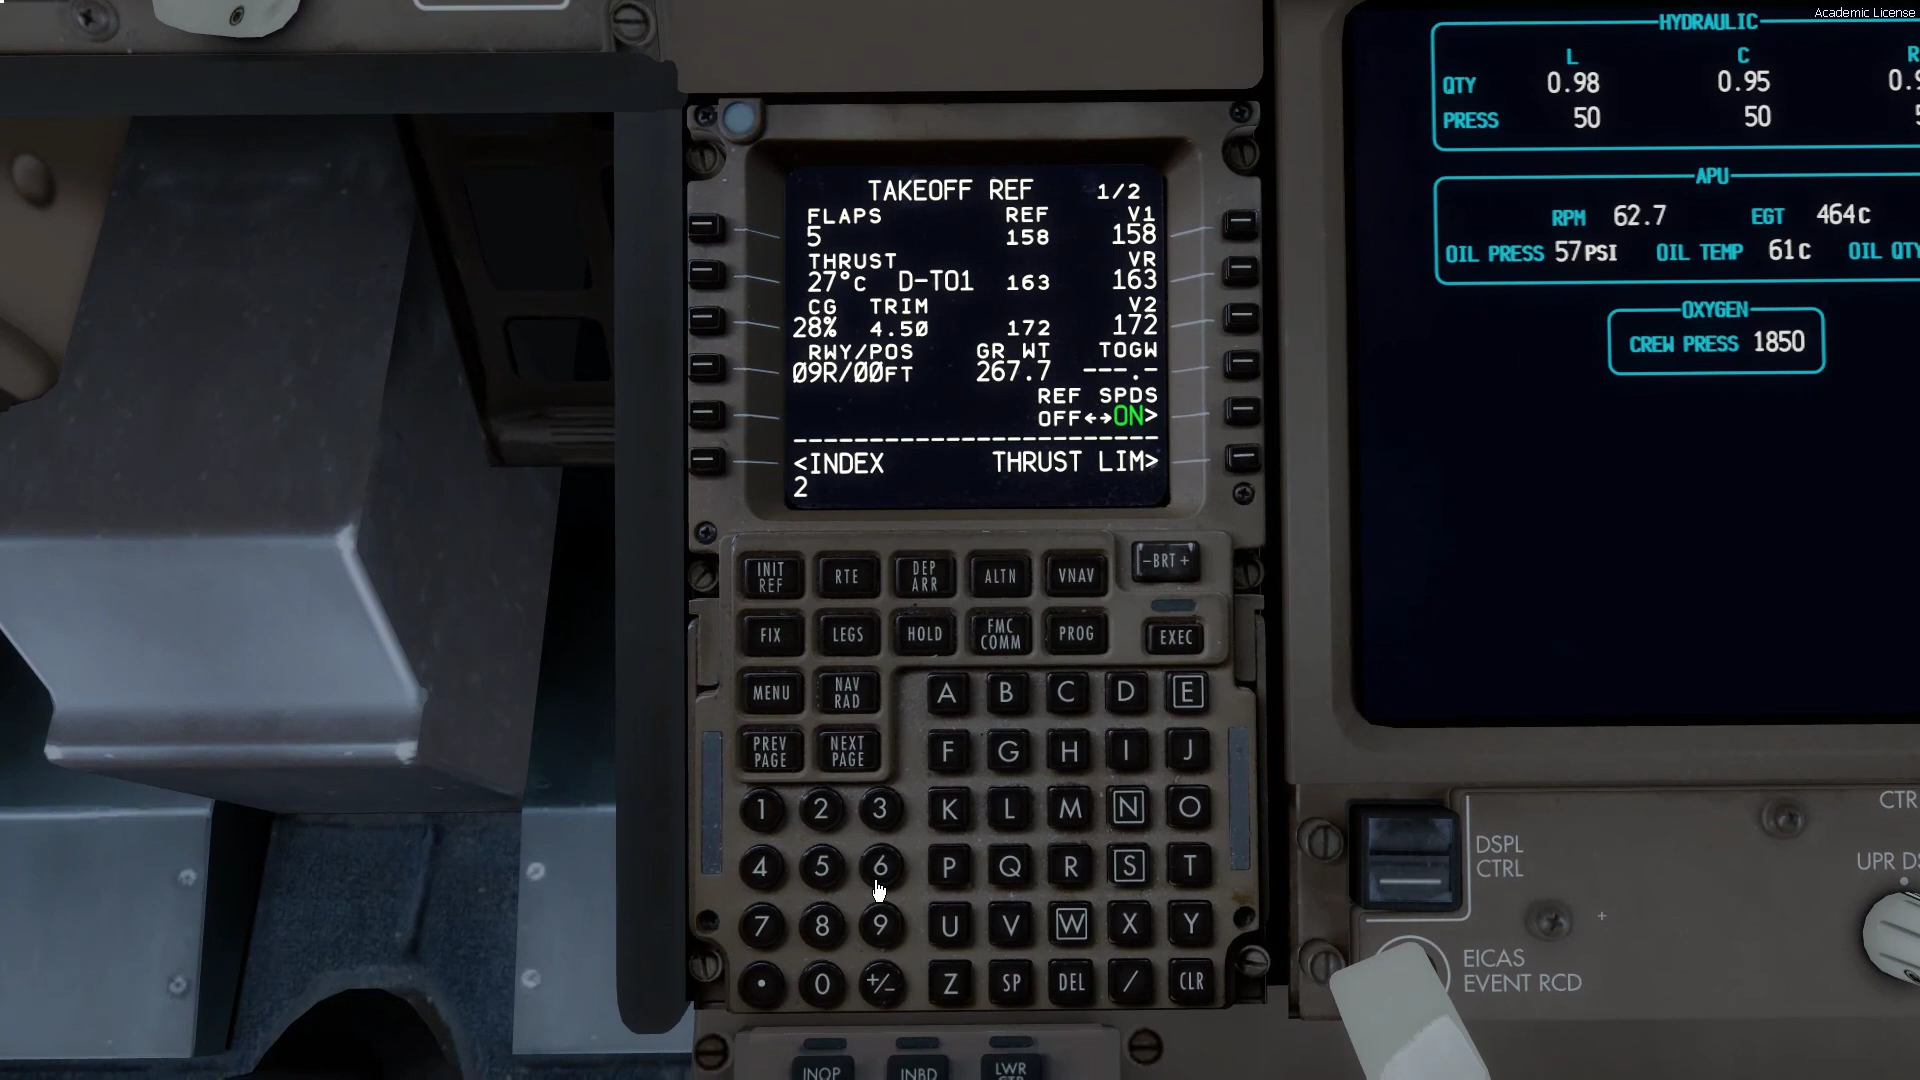 Academic License
HYDRAULIC
L C R
QTY 0.98 0.95
PRESS 50 50
APU
RPM 62.7 EGT 464C
OIL PRESS 57PSI OIL TEMP 61C OIL QTY
OXYGEN
CREW PRESS 1850
TAKEOFF REF 1/2
FLAPS REF V1
5 158 158
THRUST VR
27°C D-TO1 163 163
CG TRIM V2
28% 4.50 172 172
RWY/POS GR WT TOGW
09R/00FT 267.7 ---.-
REF SPDS
OFF←→ON>
------------------------
<INDEX THRUST LIM>
2
INIT REF RTE DEP ARR ALTN VNAV -BRT+
FIX LEGS HOLD FMC COMM PROG EXEC
MENU NAV RAD A B C D E
PREV PAGE NEXT PAGE F G H I J
1 2 3 K L M N O
4 5 6 P Q R S T
7 8 9 U V W X Y
. 0 +/- Z SP DEL / CLR
DSPL
CTRL
EICAS
EVENT RCD
CTR
UPR
INOP INBD LWR